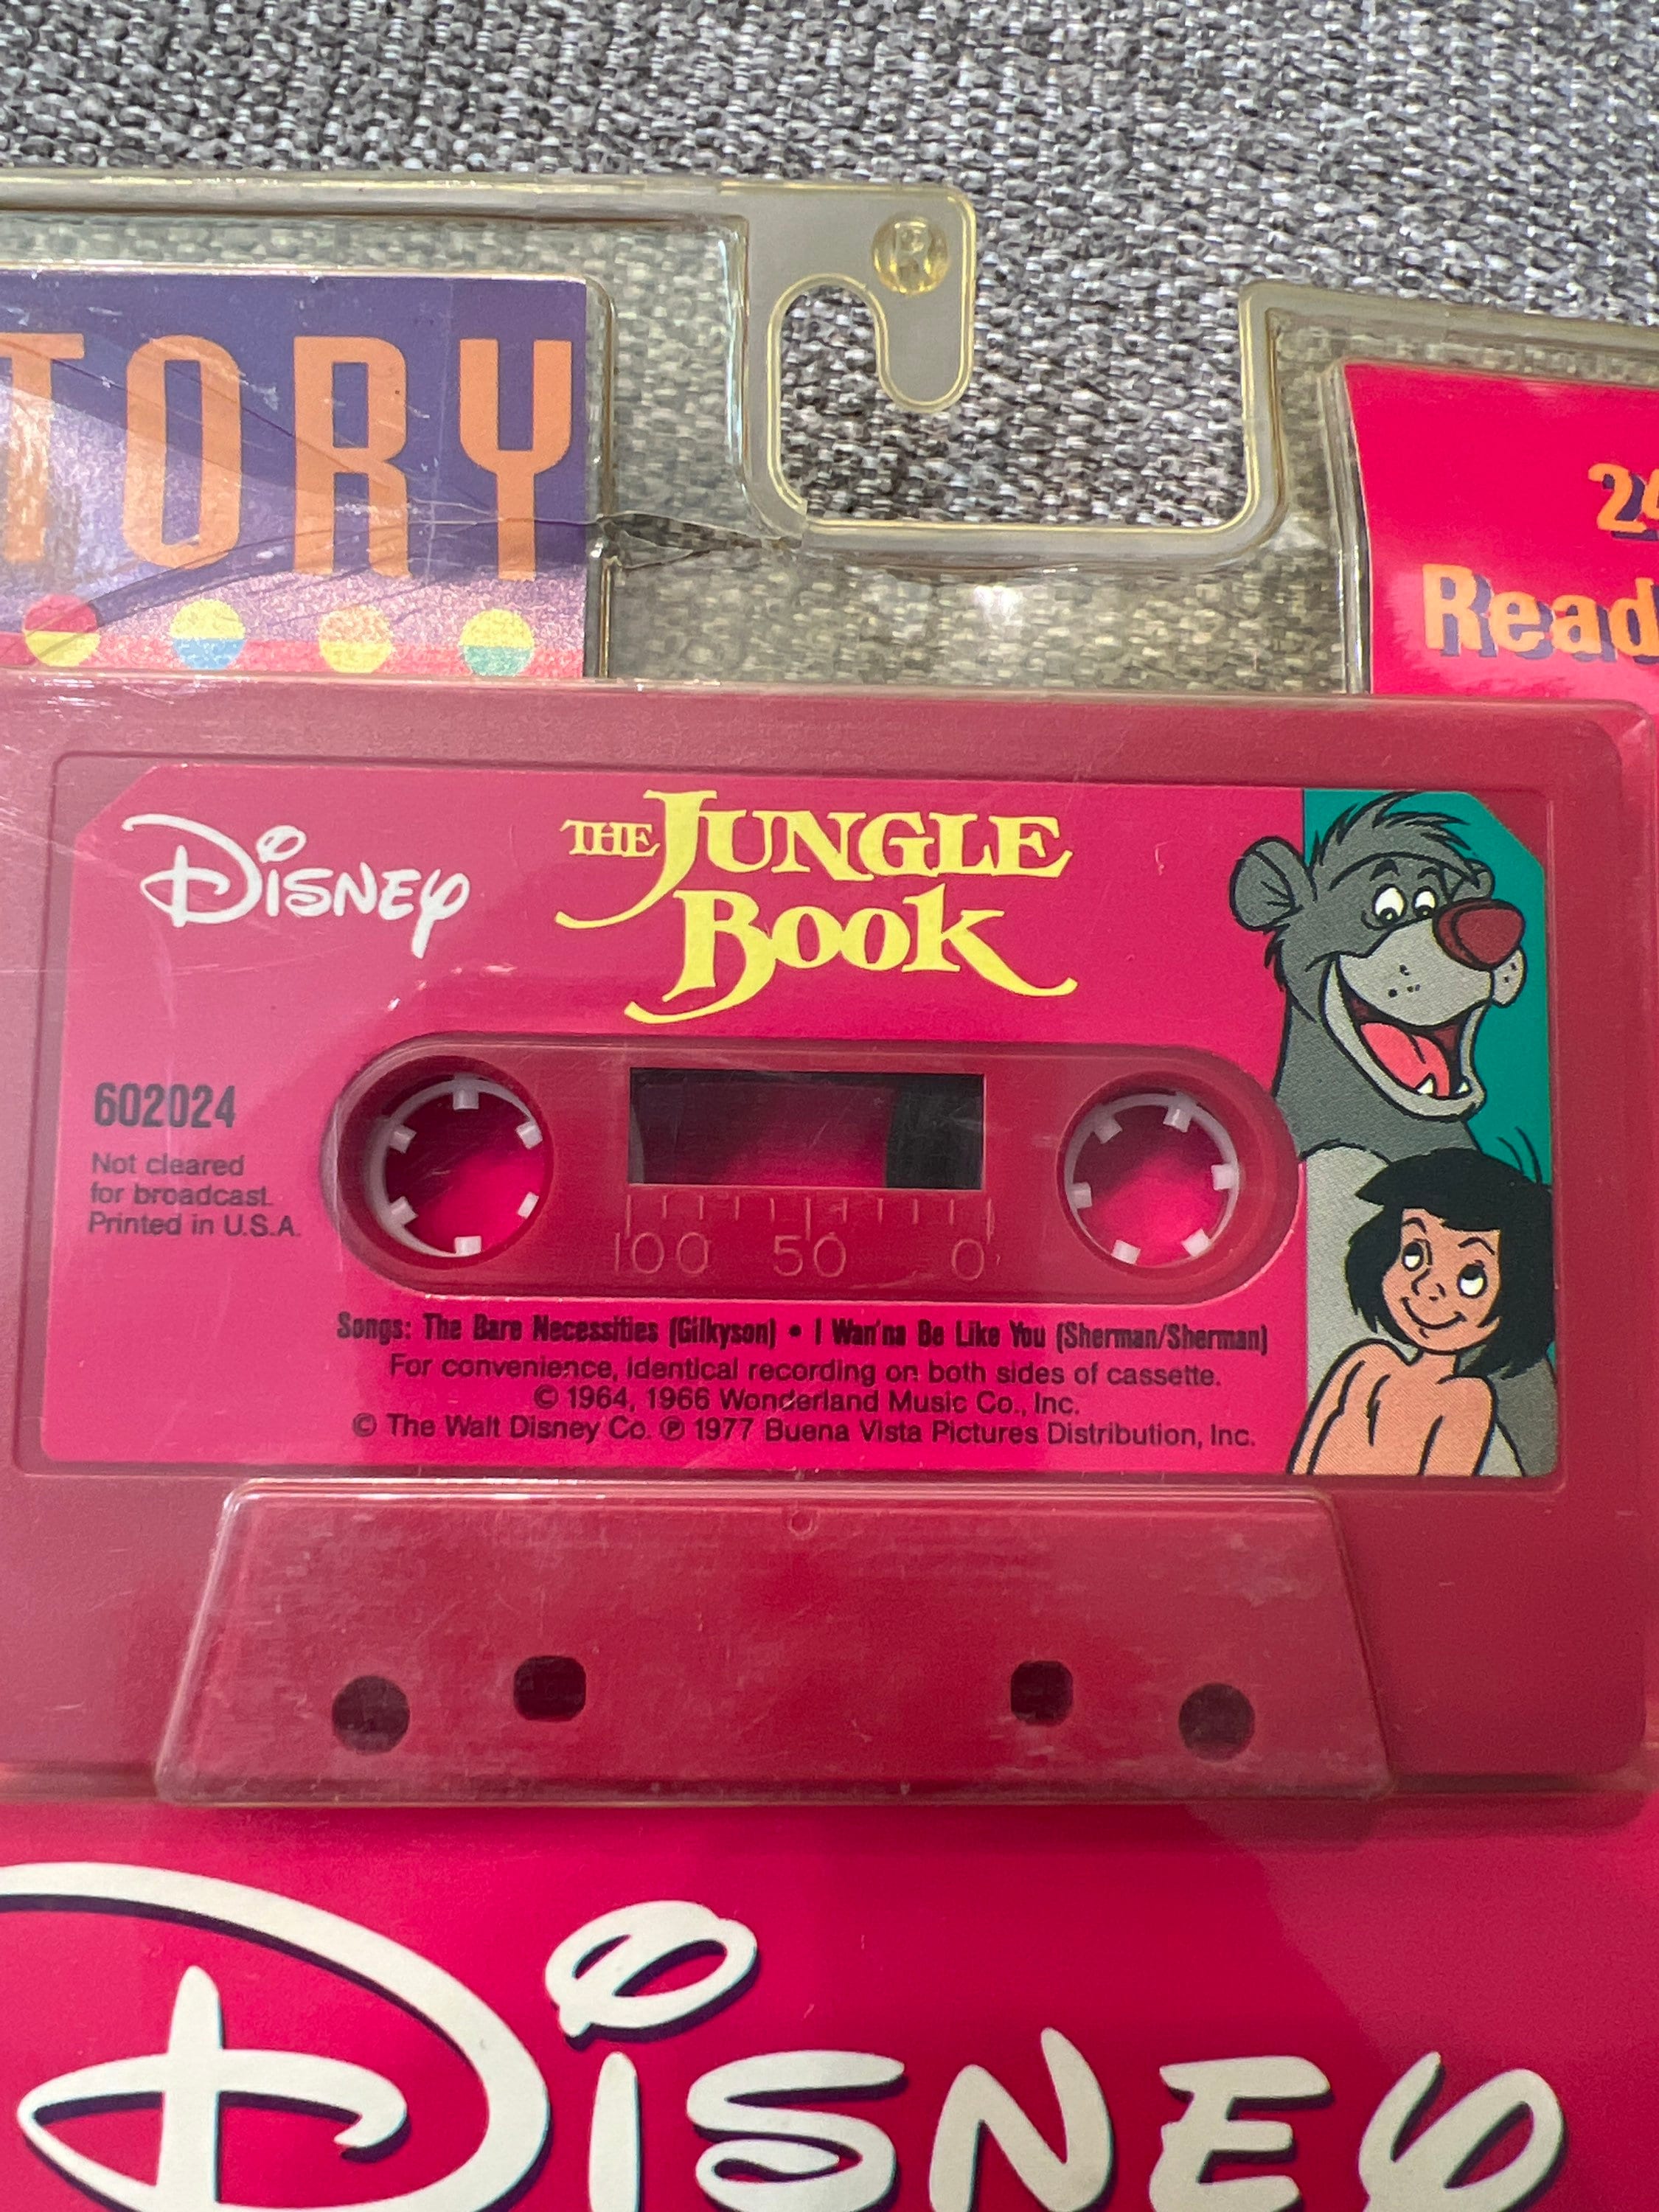 TORY
R
24
Read
Disney
THE JUNGLE
BOOK
602024
Not cleared
for broadcast.
Printed in U.S.A.
100 50 0
Songs: The Bare Necessities (Gilkyson) • I Wan'na Be Like You (Sherman/Sherman)
For convenience, identical recording on both sides of cassette.
© 1964, 1966 Wonderland Music Co., Inc.
© The Walt Disney Co. ℗ 1977 Buena Vista Pictures Distribution, Inc.
Disney